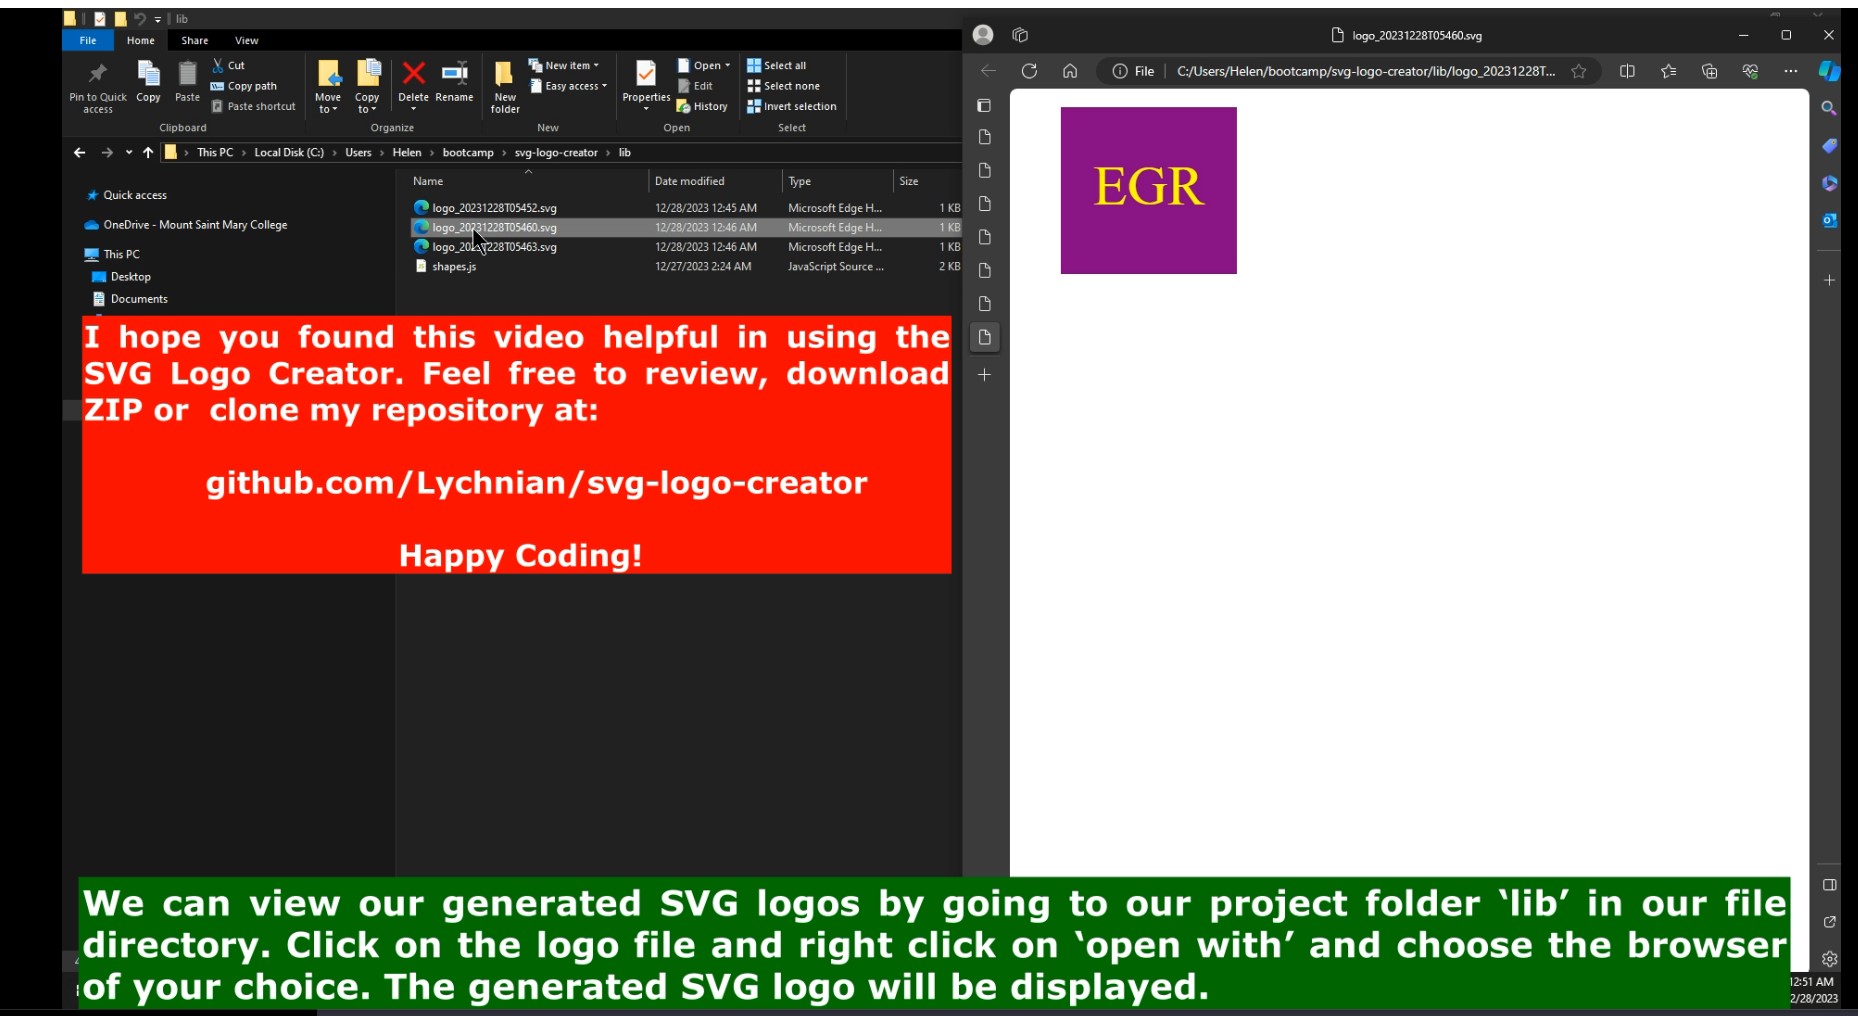 lib
File Home Share View
Pin to Quick access
Copy
Paste
Cut
Copy path
Paste shortcut
Clipboard
Move to
Copy to
Delete
Rename
Organize
New folder
New item
Easy access
New
Properties
Open
Edit
History
Open
Select all
Select none
Invert selection
Select
This PC > Local Disk (C:) > Users > Helen > bootcamp > svg-logo-creator > lib
Quick access
OneDrive - Mount Saint Mary College
This PC
Desktop
Documents
Name Date modified Type Size
logo_20231228T05452.svg 12/28/2023 12:45 AM Microsoft Edge H... 1 KB
logo_20231228T05460.svg 12/28/2023 12:46 AM Microsoft Edge H... 1 KB
logo_20231228T05463.svg 12/28/2023 12:46 AM Microsoft Edge H... 1 KB
shapes.js 12/27/2023 2:24 AM JavaScript Source ... 2 KB
I hope you found this video helpful in using the
SVG Logo Creator. Feel free to review, download
ZIP or clone my repository at:
github.com/Lychnian/svg-logo-creator
Happy Coding!
logo_20231228T05460.svg
File C:/Users/Helen/bootcamp/svg-logo-creator/lib/logo_20231228T...
EGR
We can view our generated SVG logos by going to our project folder ‘lib’ in our file
directory. Click on the logo file and right click on ‘open with’ and choose the browser
of your choice. The generated SVG logo will be displayed.
12:51 AM
2/28/2023